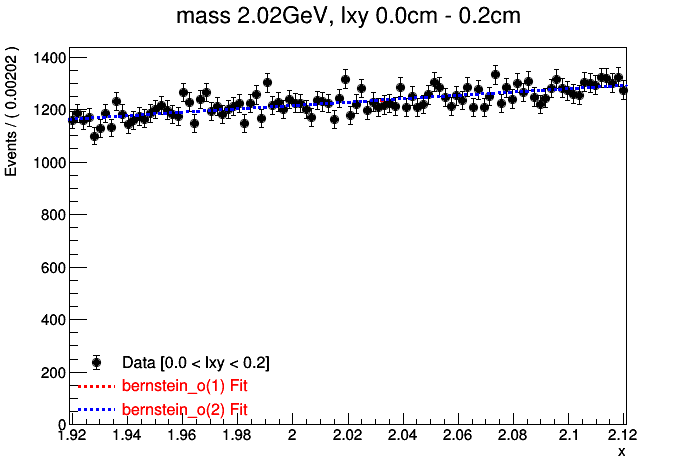 mass 2.02GeV, lxy 0.0cm - 0.2cm
Events / ( 0.00202 )
1400
1200
1000
800
600
400
200
0
Data [0.0 < lxy < 0.2]
bernstein_o(1) Fit
bernstein_o(2) Fit
1.92 1.94 1.96 1.98 2 2.02 2.04 2.06 2.08 2.1 2.12
x